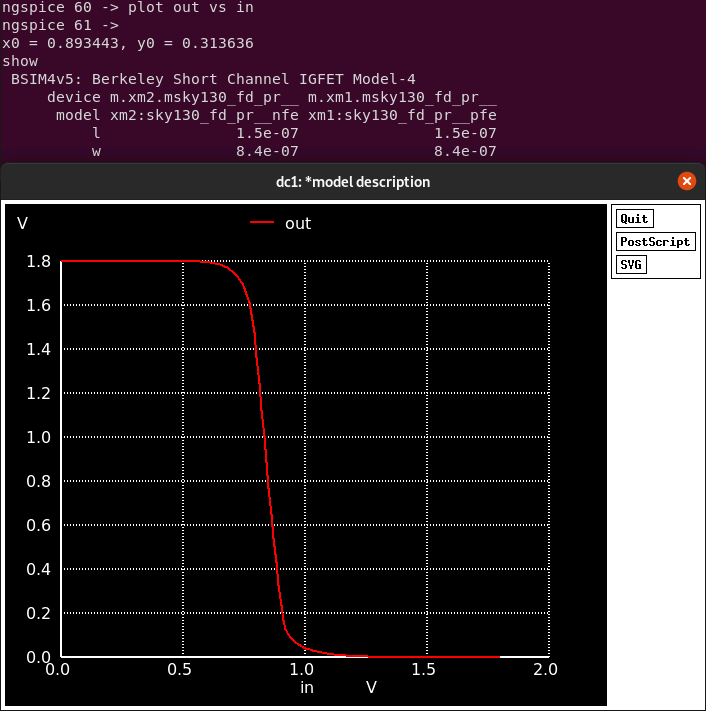 ngspice 60 -> plot out vs in
ngspice 61 ->
x0 = 0.893443, y0 = 0.313636
show
BSIM4v5: Berkeley Short Channel IGFET Model-4
device m.xm2.msky130_fd_pr__ m.xm1.msky130_fd_pr__
model xm2:sky130_fd_pr__nfe xm1:sky130_fd_pr__pfe
l 1.5e-07 1.5e-07
w 8.4e-07 8.4e-07
dc1: *model description
V out
Quit
PostScript
SVG
1.8
1.6
1.4
1.2
1.0
0.8
0.6
0.4
0.2
0.0
0.0 0.5 1.0 1.5 2.0
in V